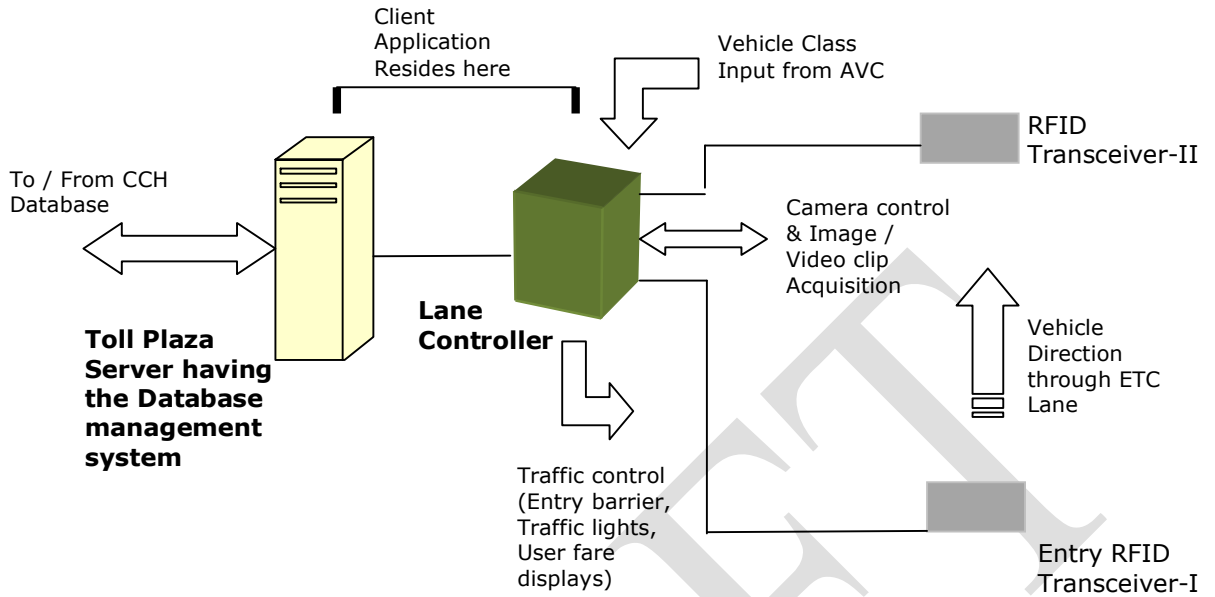 Client
Application
Resides here
Vehicle Class
Input from AVC
RFID
Transceiver-II
To / From CCH
Database
Camera control
& Image /
Video clip
Acquisition
Lane
Controller
Toll Plaza
Server having
the Database
management
system
Vehicle
Direction
through ETC
Lane
Traffic control
(Entry barrier,
Traffic lights,
User fare
displays)
Entry RFID
Transceiver-I